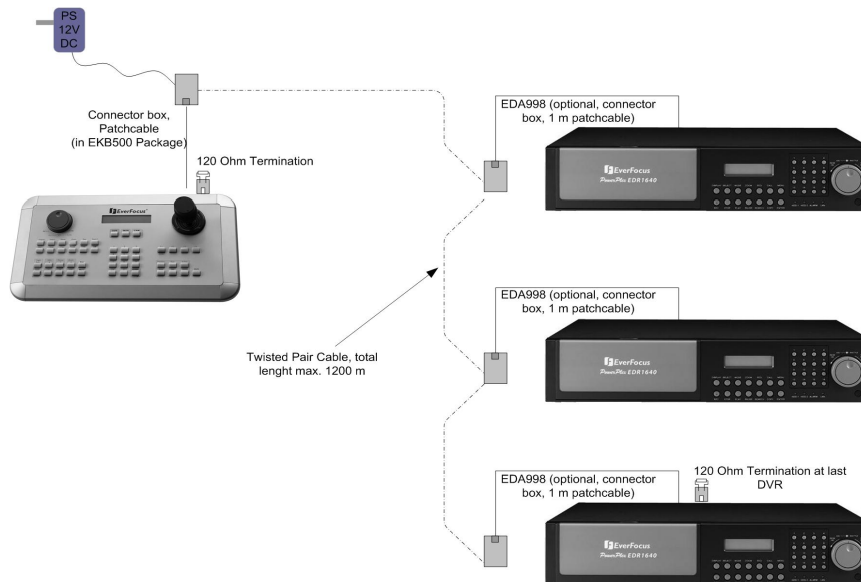 PS
12V
DC
Connector box,
Patchcable
(in EKB500 Package)
120 Ohm Termination
EverFocus
Twisted Pair Cable, total
lenght max. 1200 m
EDA998 (optional, connector
box, 1 m patchcable)
EverFocus
PowerPlex EDR1640
EDA998 (optional, connector
box, 1 m patchcable)
EverFocus
PowerPlex EDR1640
EDA998 (optional, connector
box, 1 m patchcable)
120 Ohm Termination at last
DVR
EverFocus
PowerPlex EDR1640